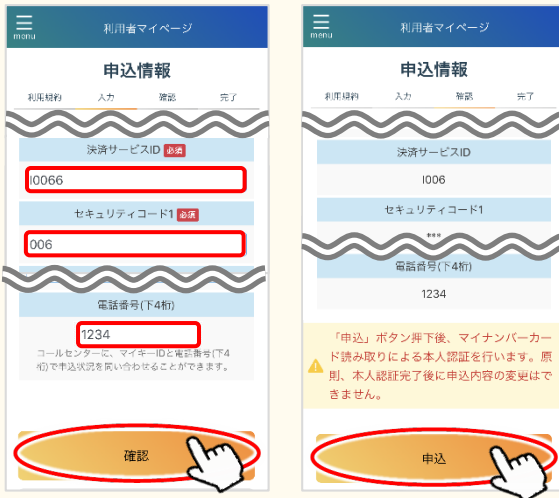 menu
利用者マイページ
申込情報
利用規約 入力 確認 完了
決済サービスID 必須
I0066
セキュリティコード1 必須
006
電話番号(下4桁)
1234
コールセンターに、マイキーIDと電話番号(下4
桁)で申込状況を問い合わせることができます。
確認
menu
利用者マイページ
申込情報
利用規約 入力 確認 完了
決済サービスID
I006
セキュリティコード1
***
電話番号(下4桁)
1234
「申込」ボタン押下後、マイナンバーカー
ド読み取りによる本人認証を行います。原
則、本人認証完了後に申込内容の変更はで
きません。
申込